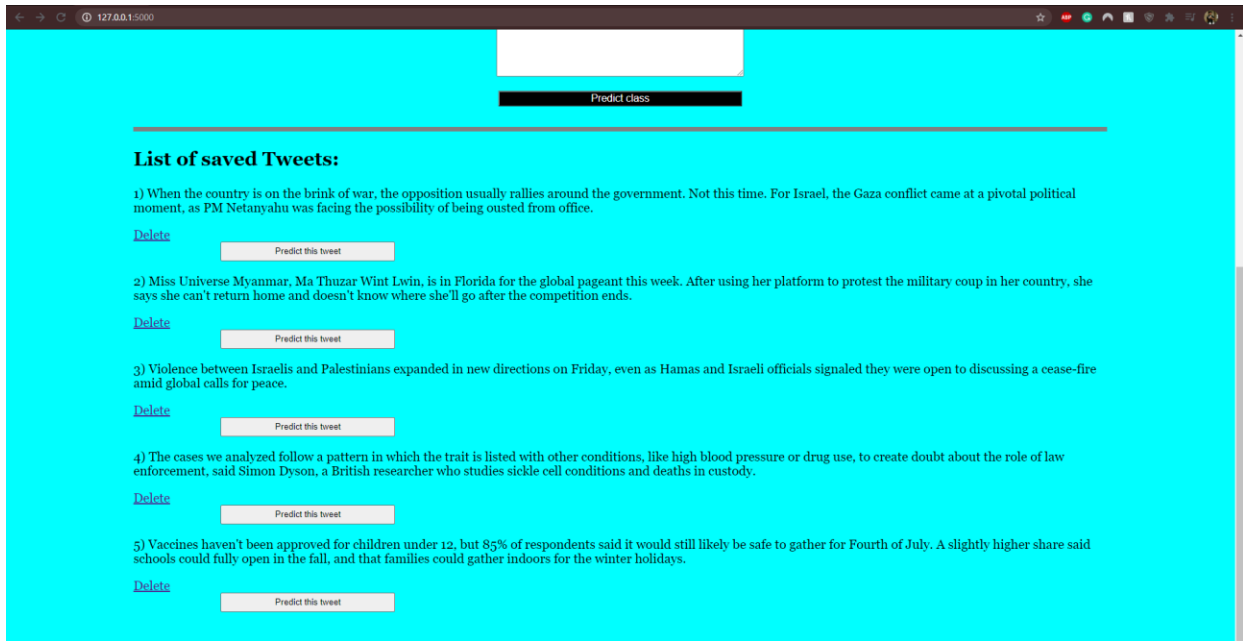 127.0.0.1:5000
ABP
Predict class
List of saved Tweets:
1) When the country is on the brink of war, the opposition usually rallies around the government. Not this time. For Israel, the Gaza conflict came at a pivotal political
moment, as PM Netanyahu was facing the possibility of being ousted from office.
Delete
Predict this tweet
2) Miss Universe Myanmar, Ma Thuzar Wint Lwin, is in Florida for the global pageant this week. After using her platform to protest the military coup in her country, she
says she can't return home and doesn't know where she'll go after the competition ends.
Delete
Predict this tweet
3) Violence between Israelis and Palestinians expanded in new directions on Friday, even as Hamas and Israeli officials signaled they were open to discussing a cease-fire
amid global calls for peace.
Delete
Predict this tweet
4) The cases we analyzed follow a pattern in which the trait is listed with other conditions, like high blood pressure or drug use, to create doubt about the role of law
enforcement, said Simon Dyson, a British researcher who studies sickle cell conditions and deaths in custody.
Delete
Predict this tweet
5) Vaccines haven't been approved for children under 12, but 85% of respondents said it would still likely be safe to gather for Fourth of July. A slightly higher share said
schools could fully open in the fall, and that families could gather indoors for the winter holidays.
Delete
Predict this tweet